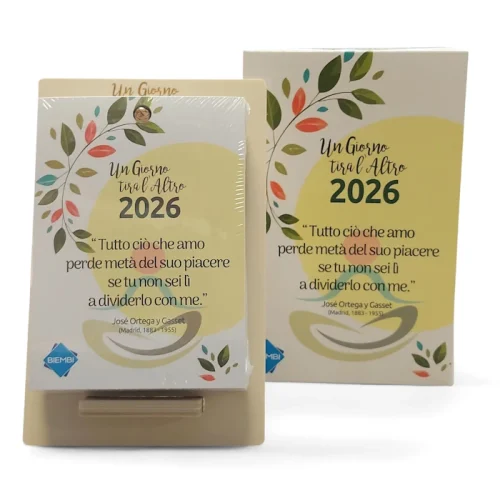 Un Giorno
Un Giorno
tira l'Altro
2026
“Tutto ciò che amo
perde metà del suo piacere
se tu non sei lì
a dividerlo con me.”
José Ortega y Gasset
(Madrid, 1883 - 1955)
BIEMBI
Un Giorno
tira l'Altro
2026
“Tutto ciò che amo
perde metà del suo piacere
se tu non sei lì
a dividerlo con me.”
José Ortega y Gasset
(Madrid, 1883 - 1955)
BIEMBI